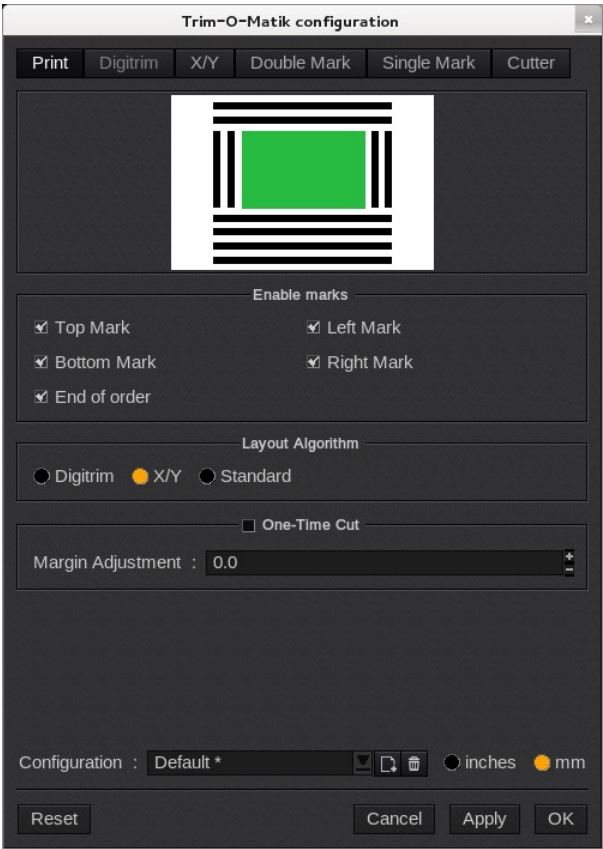 Trim-O-Matik configuration
Print Digitrim X/Y Double Mark Single Mark Cutter
Enable marks
Top Mark Left Mark
Bottom Mark Right Mark
End of order
Layout Algorithm
Digitrim X/Y Standard
One-Time Cut
Margin Adjustment : 0.0
Configuration : Default * inches mm
Reset Cancel Apply OK